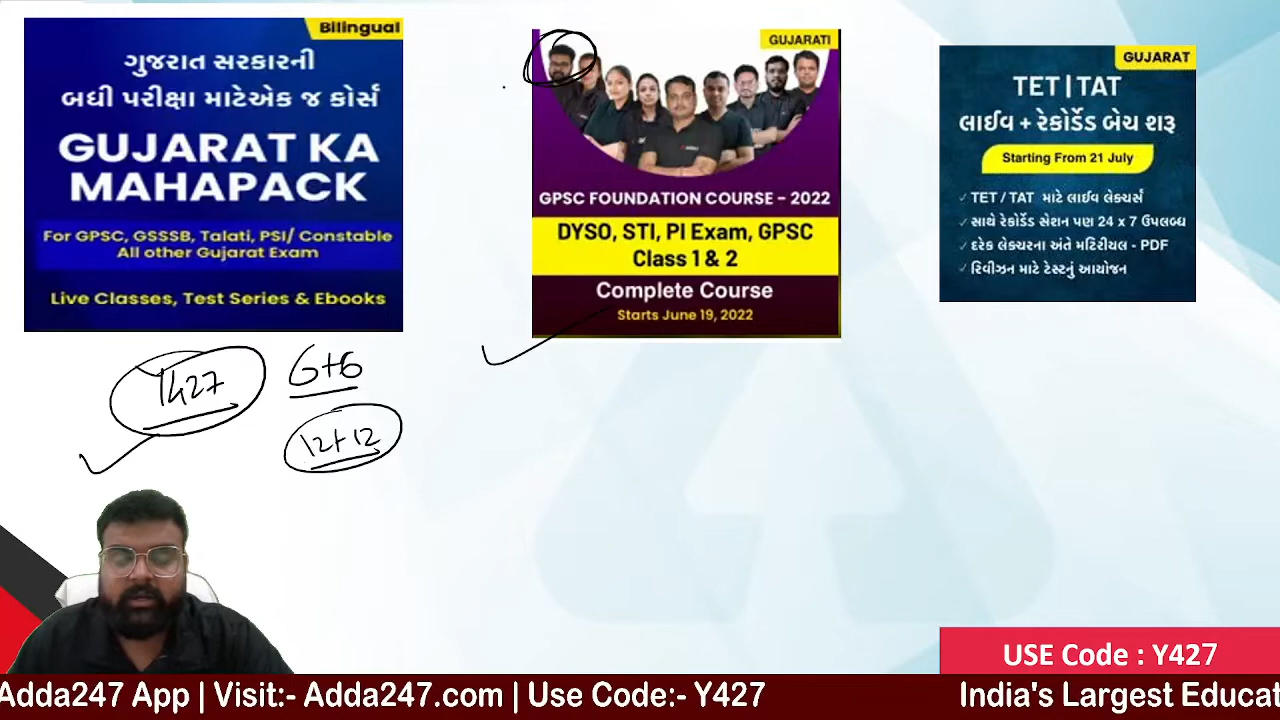 Bilingual
ગુજરાત સરકારની
બધી પરીક્ષા માટેએક જ કોર્સ
GUJARAT KA
MAHAPACK
For GPSC, GSSSB, Talati, PSI/ Constable
All other Gujarat Exam
Live Classes, Test Series & Ebooks
GUJARATI
GPSC FOUNDATION COURSE - 2022
DYSO, STI, PI Exam, GPSC
Class 1 & 2
Complete Course
Starts June 19, 2022
GUJARAT
TET | TAT
લાઈવ + રેકોર્ડેડ બેચ શરૂ
Starting From 21 July
TET / TAT માટે લાઈવ લેક્ચર્સ
સાથે રેકોર્ડેડ સેશન પણ 24 x 7 ઉપલબ્ધ
દરેક લેક્ચરના અંતે મટિરીયલ - PDF
રિવીઝન માટે ટેસ્ટનું આયોજન
Y427
6+6
12+12
USE Code : Y427
Adda247 App | Visit:- Adda247.com | Use Code:- Y427
India's Largest Educat